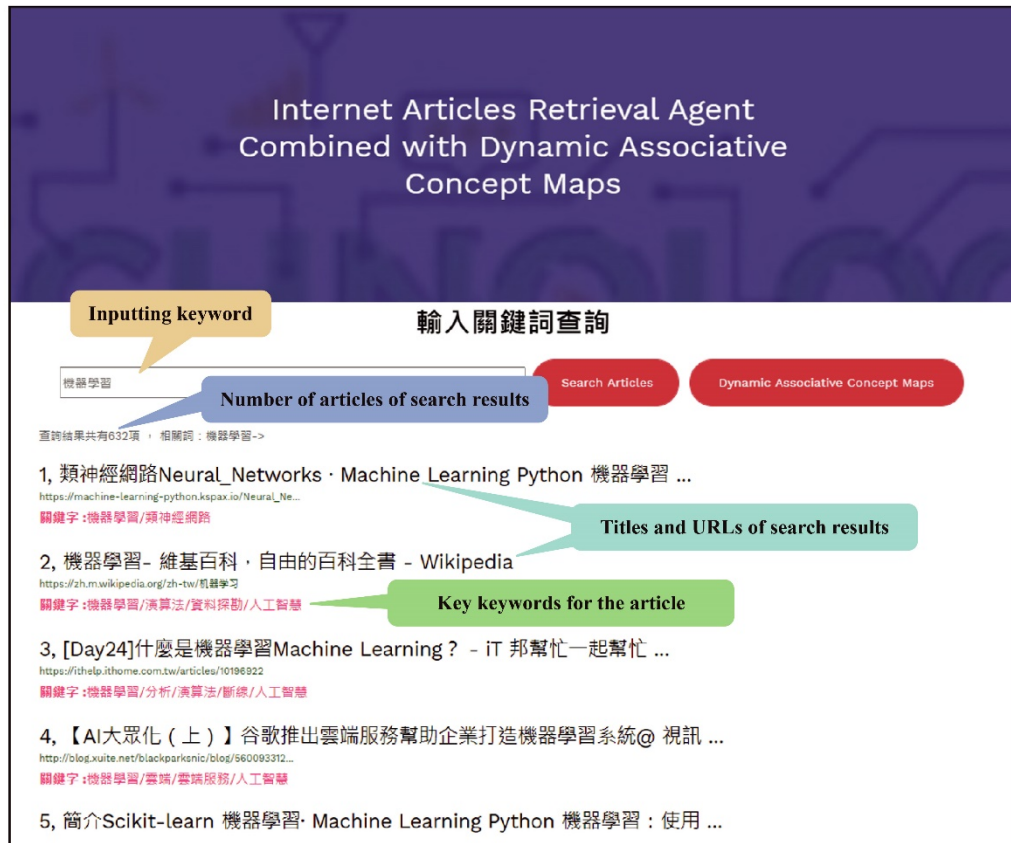 Internet Articles Retrieval Agent
Combined with Dynamic Associative
Concept Maps
CHNOLOG
Inputting keyword
輸入關鍵詞查詢
機器學習
Search Articles
Dynamic Associative Concept Maps
Number of articles of search results
查詢結果共有632項 , 相關詞:機器學習->
1, 類神經網路Neural_Networks · Machine Learning Python 機器學習 ...
https://machine-learning-python.kspax.io/Neural_Ne...
關鍵字:機器學習/類神經網路
Titles and URLs of search results
2, 機器學習- 維基百科,自由的百科全書 - Wikipedia
https://zh.m.wikipedia.org/zh-tw/机器学习
關鍵字:機器學習/演算法/資料探勘/人工智慧
Key keywords for the article
3, [Day24]什麼是機器學習Machine Learning? - iT 邦幫忙一起幫忙 ...
https://ithelp.ithome.com.tw/articles/10196922
關鍵字:機器學習/分析/演算法/斷線/人工智慧
4, 【AI大眾化(上)】谷歌推出雲端服務幫助企業打造機器學習系統@ 視訊 ...
http://blog.xuite.net/blackparksnic/blog/560093312...
關鍵字:機器學習/雲端/雲端服務/人工智慧
5, 簡介Scikit-learn 機器學習· Machine Learning Python 機器學習:使用 ...